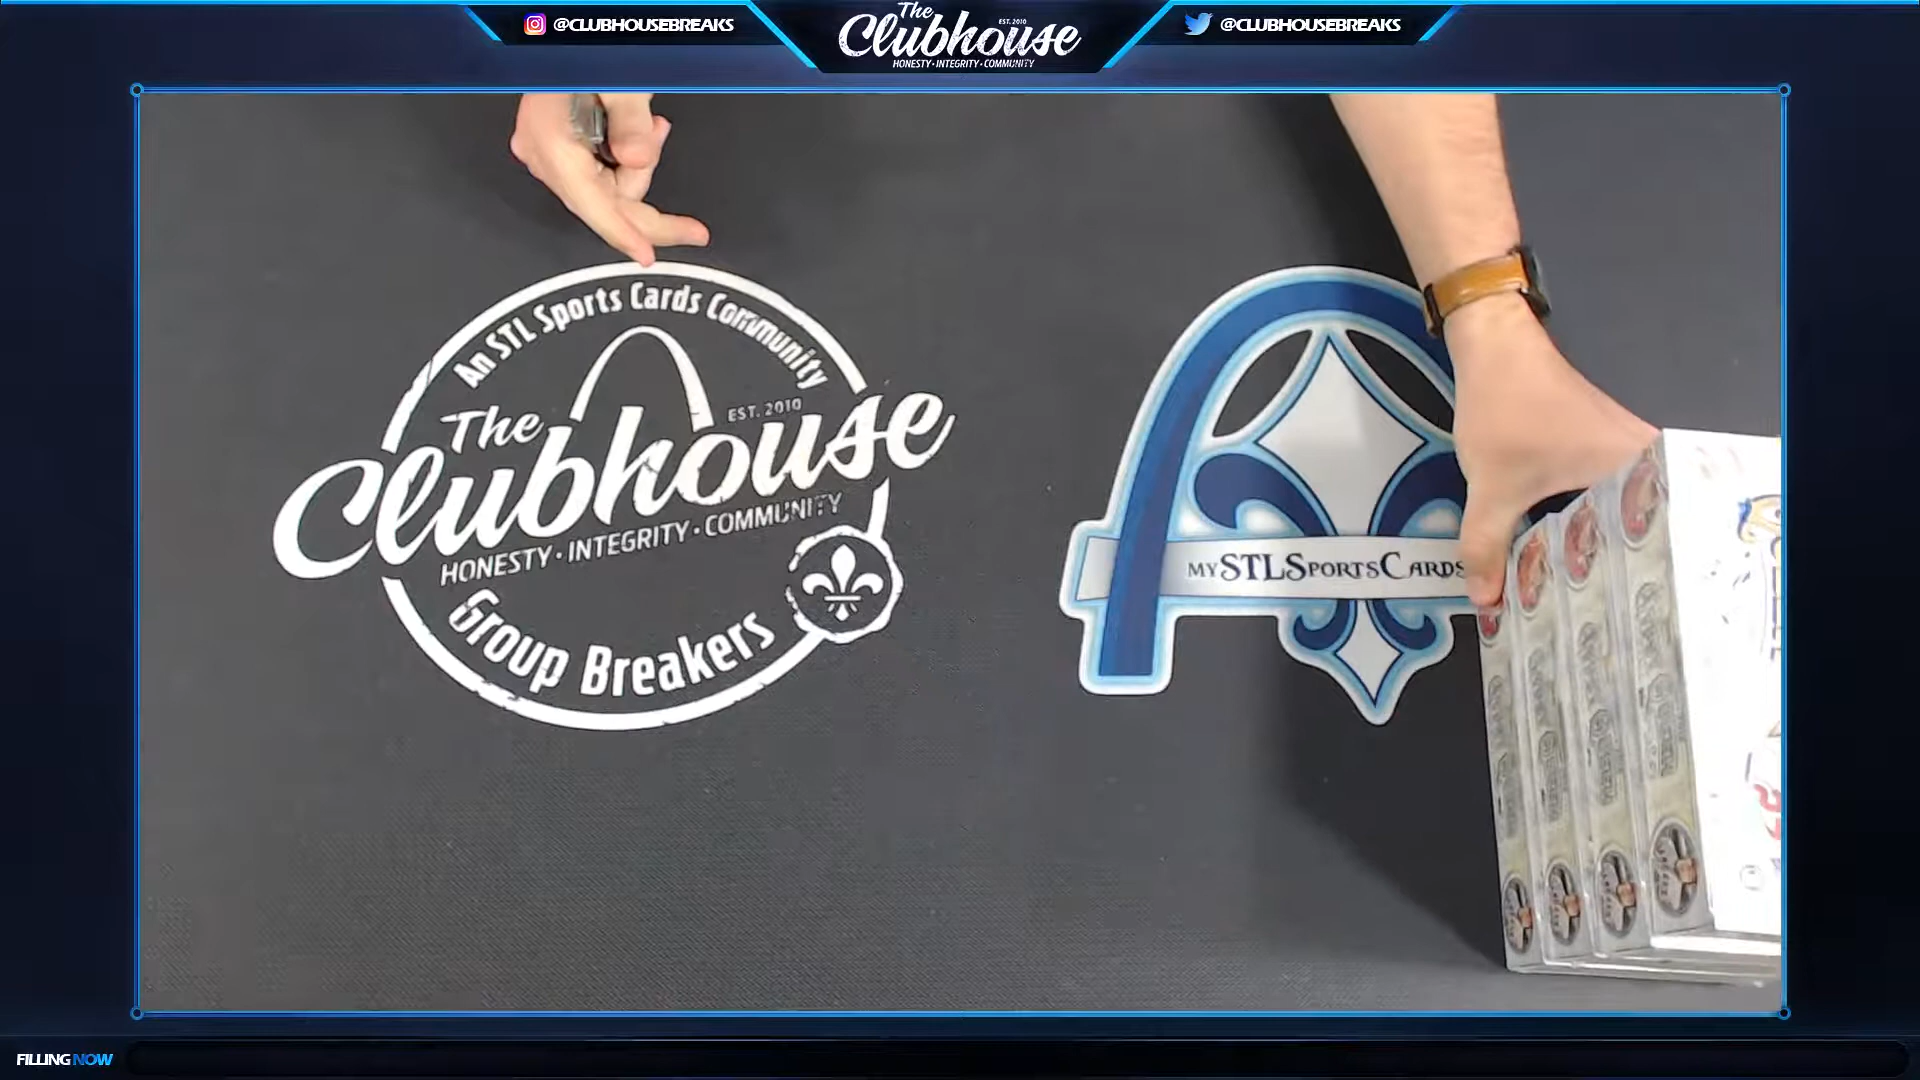 @CLUBHOUSEBREAKS
The
EST. 2010
Clubhouse
HONESTY · INTEGRITY · COMMUNITY
@CLUBHOUSEBREAKS
An STL Sports Cards Community
The
EST. 2010
Clubhouse
HONESTY · INTEGRITY · COMMUNITY
Group Breakers
MYSTLSPORTSCARDS
FILLING NOW